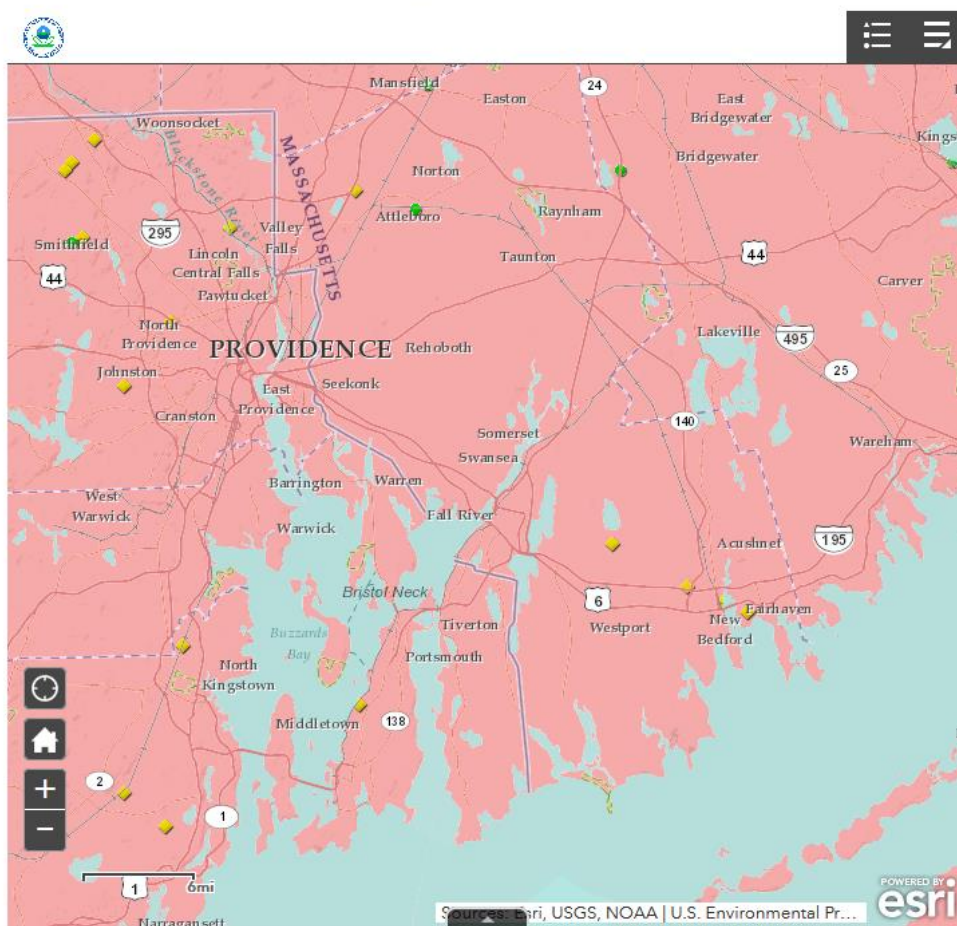 Mansfield
24
Easton
East
Bridgewater
Woonsocket
Kings
Blackstone River
MASSACHUSETTS
Bridgewater
Norton
Attleboro
Raynham
Smithfield
295
Valley
Falls
Lincoln
Central Falls
Taunton
44
44
Carver
Pawtucket
North
Providence
PROVIDENCE
Rehoboth
Lakeville
495
Johnston
East
Providence
Seekonk
25
Cranston
140
Somerset
Swansea
Wareham
Barrington
Warren
West
Warwick
Warwick
Fall River
Acushnet
195
Bristol Neck
6
Fairhaven
New
Bedford
Tiverton
Westport
Buzzards
Bay
Portsmouth
North
Kingstown
Middletown
138
2
1
1
6mi
Narragansett
Sources: Esri, USGS, NOAA | U.S. Environmental Pr...
POWERED BY
esri